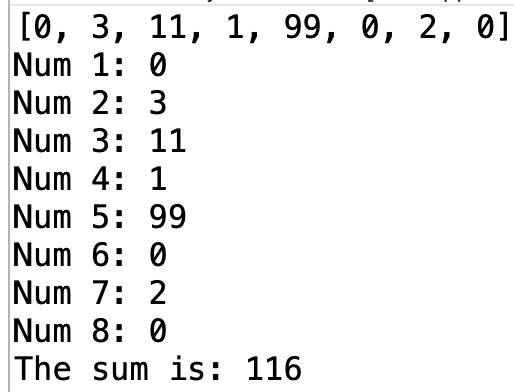 [0, 3, 11, 1, 99, 0, 2, 0]
Num 1: 0
Num 2: 3
Num 3: 11
Num 4: 1
Num 5: 99
Num 6: 0
Num 7: 2
Num 8: 0
The sum is: 116